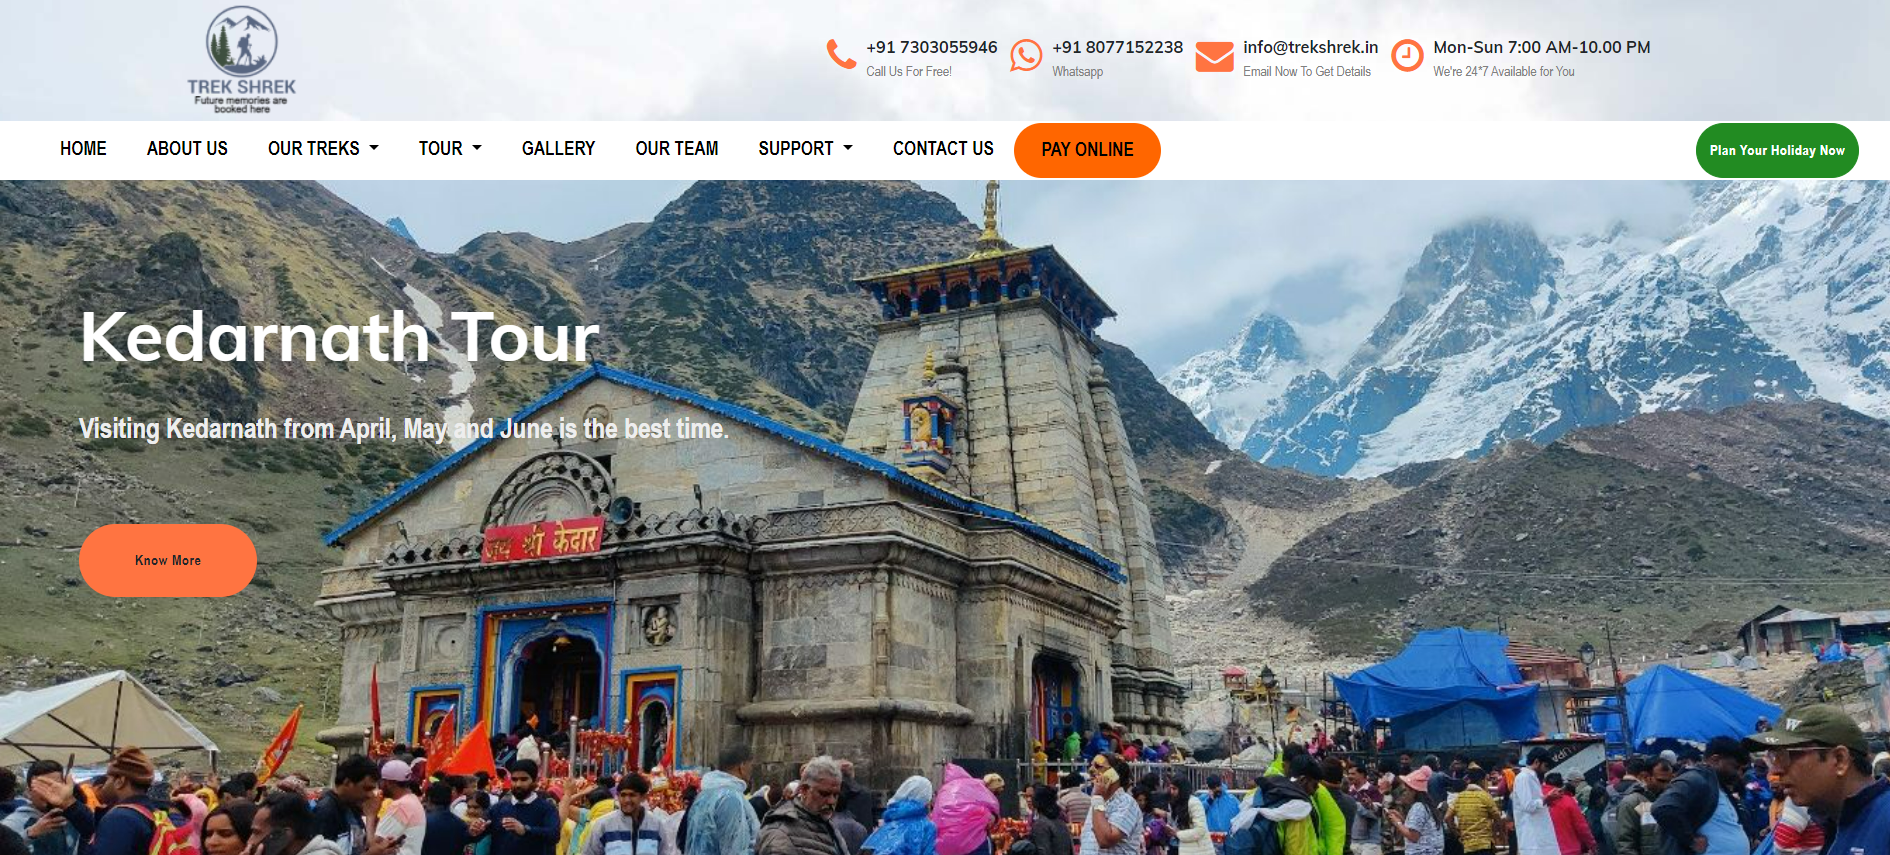 TREK SHREK
Future memories are
booked here
+91 7303055946
Call Us For Free!
+91 8077152238
Whatsapp
info@trekshrek.in
Email Now To Get Details
Mon-Sun 7:00 AM-10.00 PM
We're 24*7 Available for You
HOME ABOUT US OUR TREKS TOUR GALLERY OUR TEAM SUPPORT CONTACT US PAY ONLINE Plan Your Holiday Now
Kedarnath Tour
Visiting Kedarnath from April, May and June is the best time.
Know More
जय श्री केदार